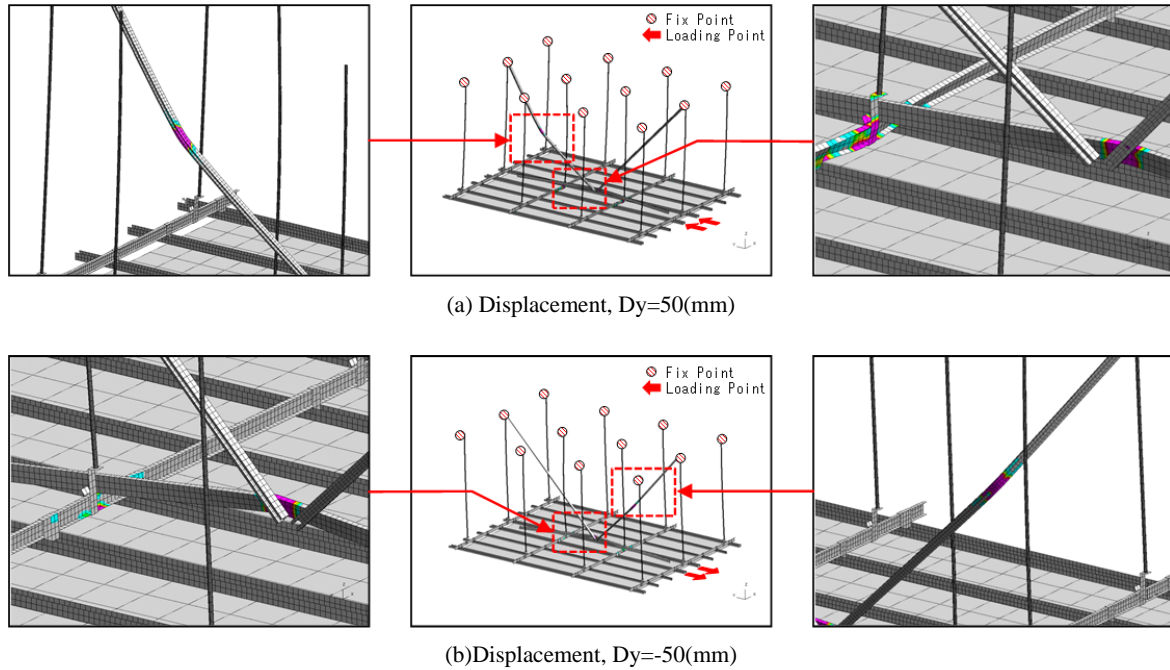 Fix Point
Loading Point
(a) Displacement, Dy=50(mm)
Fix Point
Loading Point
(b)Displacement, Dy=-50(mm)